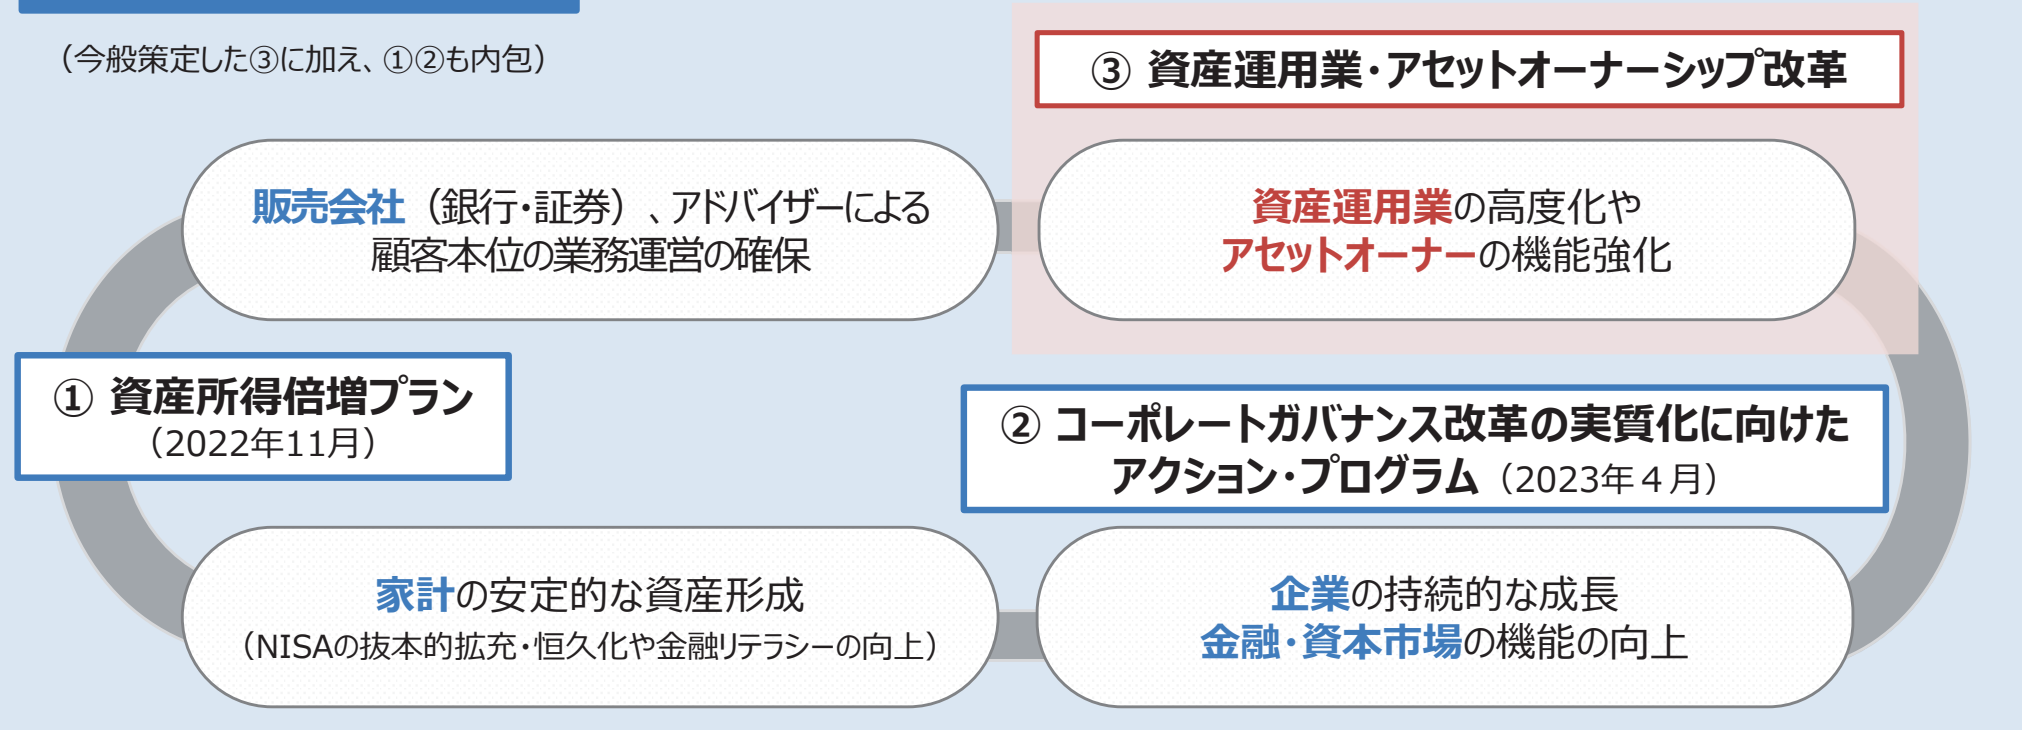 （今般策定した③に加え、①②も内包）
③ 資産運用業・アセットオーナーシップ改革
販売会社（銀行・証券）、アドバイザーによる
顧客本位の業務運営の確保
資産運用業の高度化や
アセットオーナーの機能強化
① 資産所得倍増プラン
（2022年11月）
② コーポレートガバナンス改革の実質化に向けた
アクション・プログラム（2023年４月）
家計の安定的な資産形成
（NISAの抜本的拡充・恒久化や金融リテラシーの向上）
企業の持続的な成長
金融・資本市場の機能の向上